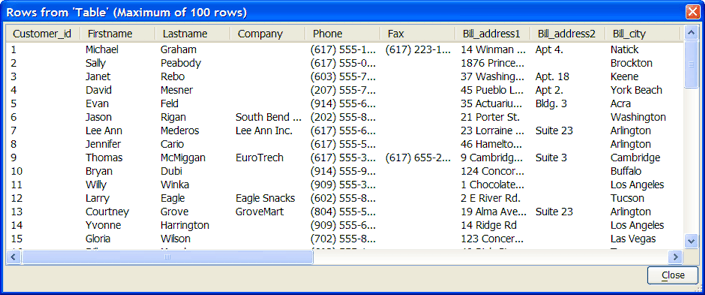 Rows from 'Table' (Maximum of 100 rows)
Customer_id Firstname Lastname Company Phone Fax Bill_address1 Bill_address2 Bill_city
1 Michael Graham (617) 555-1... (617) 223-1... 14 Winman ... Apt 4. Natick
2 Sally Peabody (617) 555-0... 1876 Prince... Brockton
3 Janet Rebo (603) 555-7... 37 Washing... Apt. 18 Keene
4 David Mesner (207) 555-7... 45 Pueblo L... Apt 2. York Beach
5 Evan Feld (914) 555-6... 35 Actuariu... Bldg. 3 Acra
6 Jason Rigan South Bend ... (202) 555-8... 21 Porter St. Washington
7 Lee Ann Mederos Lee Ann Inc. (617) 555-6... 23 Lorraine ... Suite 23 Arlington
8 Jennifer Cario (617) 555-5... 46 Hamelto... Arlington
9 Thomas McMiggan EuroTrech (617) 555-3... (617) 655-2... 9 Cambridg... Suite 3 Cambridge
10 Bryan Dubi (914) 555-9... 124 Concor... Buffalo
11 Willy Winka (909) 555-3... 1 Chocolate... Los Angeles
12 Larry Eagle Eagle Snacks (602) 555-8... 2 E River Rd. Tucson
13 Courtney Grove GroveMart (804) 555-5... 19 Alma Ave... Suite 23 Arlington
14 Yvonne Harrington (909) 555-6... 14 Ridge Rd Los Angeles
15 Gloria Wilson (702) 555-8... 123 Concer... Las Vegas
Close